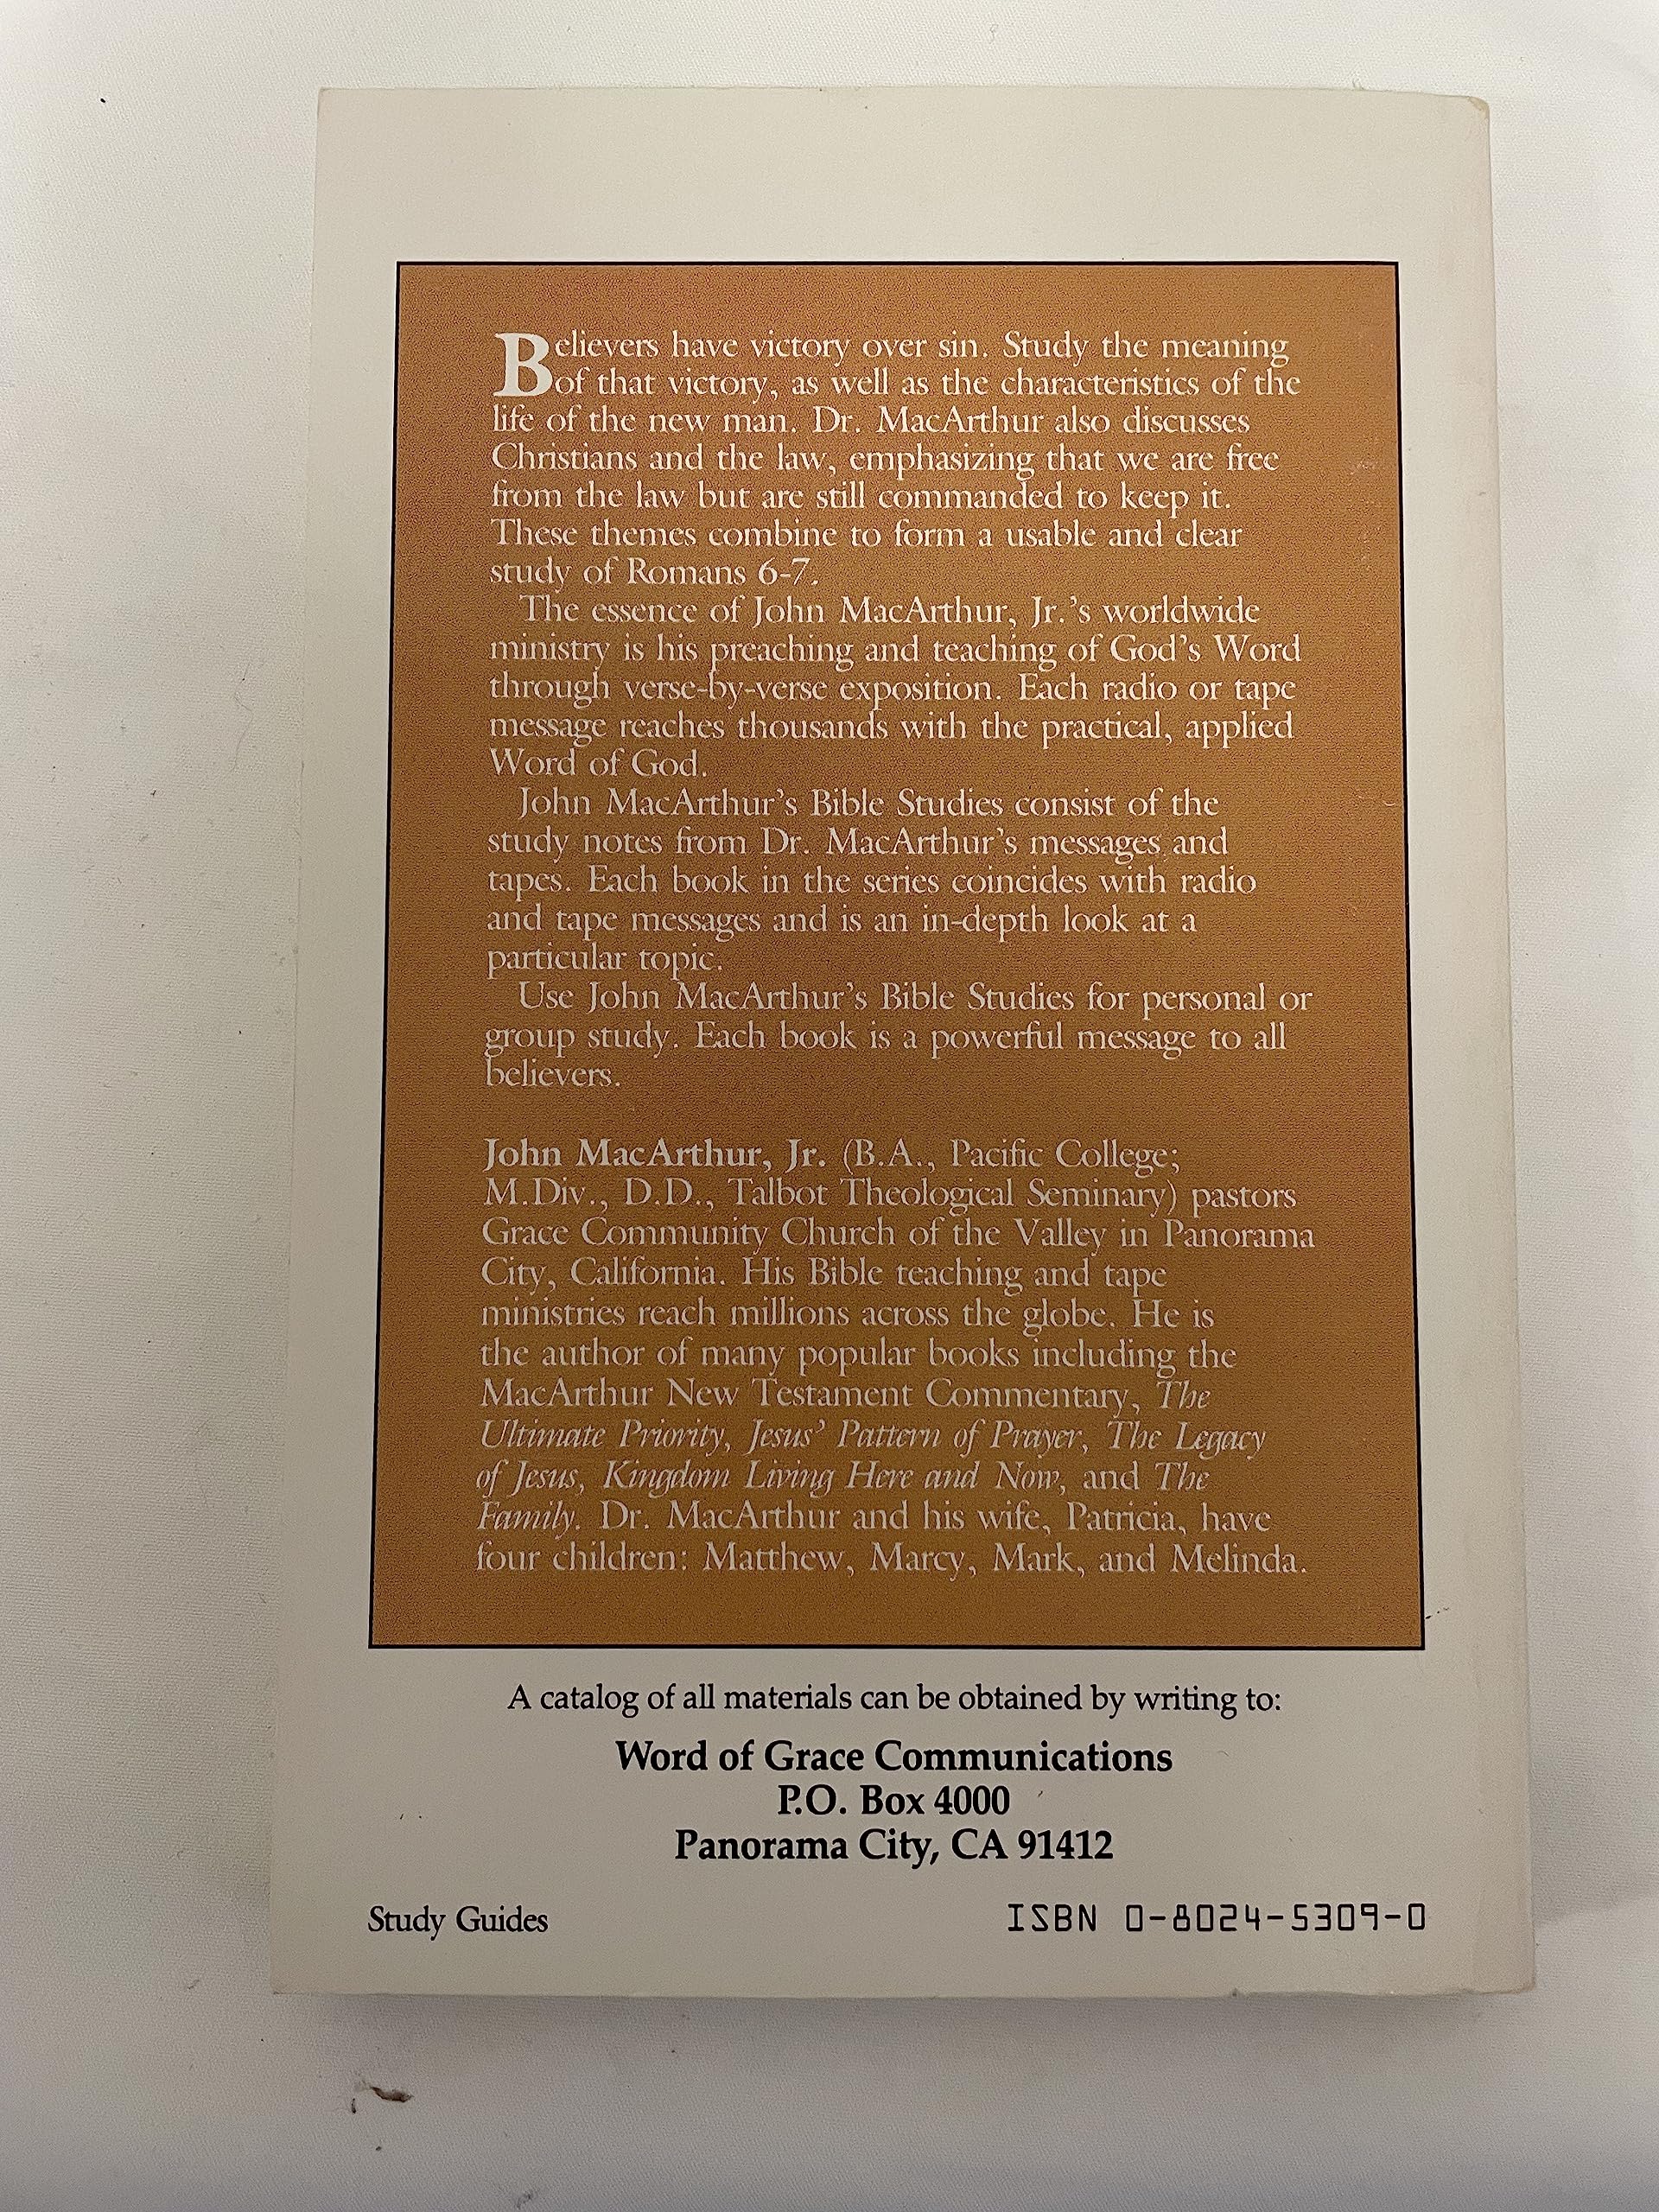 Believers have victory over sin. Study the meaning
of that victory, as well as the characteristics of the
life of the new man. Dr. MacArthur also discusses
Christians and the law, emphasizing that we are free
from the law but are still commanded to keep it.
These themes combine to form a usable and clear
study of Romans 6-7.
The essence of John MacArthur, Jr.'s worldwide
ministry is his preaching and teaching of God's Word
through verse-by-verse exposition. Each radio or tape
message reaches thousands with the practical, applied
Word of God.
John MacArthur's Bible Studies consist of the
study notes from Dr. MacArthur's messages and
tapes. Each book in the series coincides with radio
and tape messages and is an in-depth look at a
particular topic.
Use John MacArthur's Bible Studies for personal or
group study. Each book is a powerful message to all
believers.
John MacArthur, Jr. (B.A., Pacific College;
M.Div., D.D., Talbot Theological Seminary) pastors
Grace Community Church of the Valley in Panorama
City, California. His Bible teaching and tape
ministries reach millions across the globe. He is
the author of many popular books including the
MacArthur New Testament Commentary, The
Ultimate Priority, Jesus' Pattern of Prayer, The Legacy
of Jesus, Kingdom Living Here and Now, and The
Family. Dr. MacArthur and his wife, Patricia, have
four children: Matthew, Marcy, Mark, and Melinda.
A catalog of all materials can be obtained by writing to:
Word of Grace Communications
P.O. Box 4000
Panorama City, CA 91412
Study Guides
ISBN 0-8024-5309-0